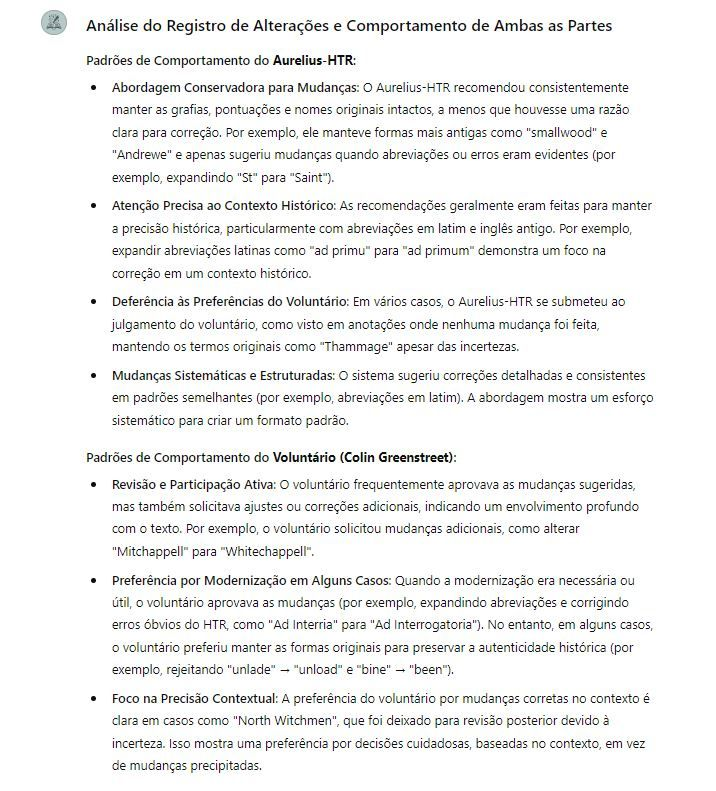 Análise do Registro de Alterações e Comportamento de Ambas as Partes
Padrões de Comportamento do Aurelius-HTR:
• Abordagem Conservadora para Mudanças: O Aurelius-HTR recomendou consistentemente
manter as grafias, pontuações e nomes originais intactos, a menos que houvesse uma razão
clara para correção. Por exemplo, ele manteve formas mais antigas como "smallwood" e
"Andrewe" e apenas sugeriu mudanças quando abreviações ou erros eram evidentes (por
exemplo, expandindo "St" para "Saint").
• Atenção Precisa ao Contexto Histórico: As recomendações geralmente eram feitas para manter
a precisão histórica, particularmente com abreviações em latim e inglês antigo. Por exemplo,
expandir abreviações latinas como "ad primu" para "ad primum" demonstra um foco na
correção em um contexto histórico.
• Deferência às Preferências do Voluntário: Em vários casos, o Aurelius-HTR se submeteu ao
julgamento do voluntário, como visto em anotações onde nenhuma mudança foi feita,
mantendo os termos originais como "Thammage" apesar das incertezas.
• Mudanças Sistemáticas e Estruturadas: O sistema sugeriu correções detalhadas e consistentes
em padrões semelhantes (por exemplo, abreviações em latim). A abordagem mostra um esforço
sistemático para criar um formato padrão.
Padrões de Comportamento do Voluntário (Colin Greenstreet):
• Revisão e Participação Ativa: O voluntário frequentemente aprovava as mudanças sugeridas,
mas também solicitava ajustes ou correções adicionais, indicando um envolvimento profundo
com o texto. Por exemplo, o voluntário solicitou mudanças adicionais, como alterar
"Mitchappell" para "Whitechappell".
• Preferência por Modernização em Alguns Casos: Quando a modernização era necessária ou
útil, o voluntário aprovava as mudanças (por exemplo, expandindo abreviações e corrigindo
erros óbvios do HTR, como "Ad Interria" para "Ad Interrogatoria"). No entanto, em alguns casos,
o voluntário preferiu manter as formas originais para preservar a autenticidade histórica (por
exemplo, rejeitando "unlade" → "unload" e "bine" → "been").
• Foco na Precisão Contextual: A preferência do voluntário por mudanças corretas no contexto é
clara em casos como "North Witchmen", que foi deixado para revisão posterior devido à
incerteza. Isso mostra uma preferência por decisões cuidadosas, baseadas no contexto, em vez
de mudanças precipitadas.